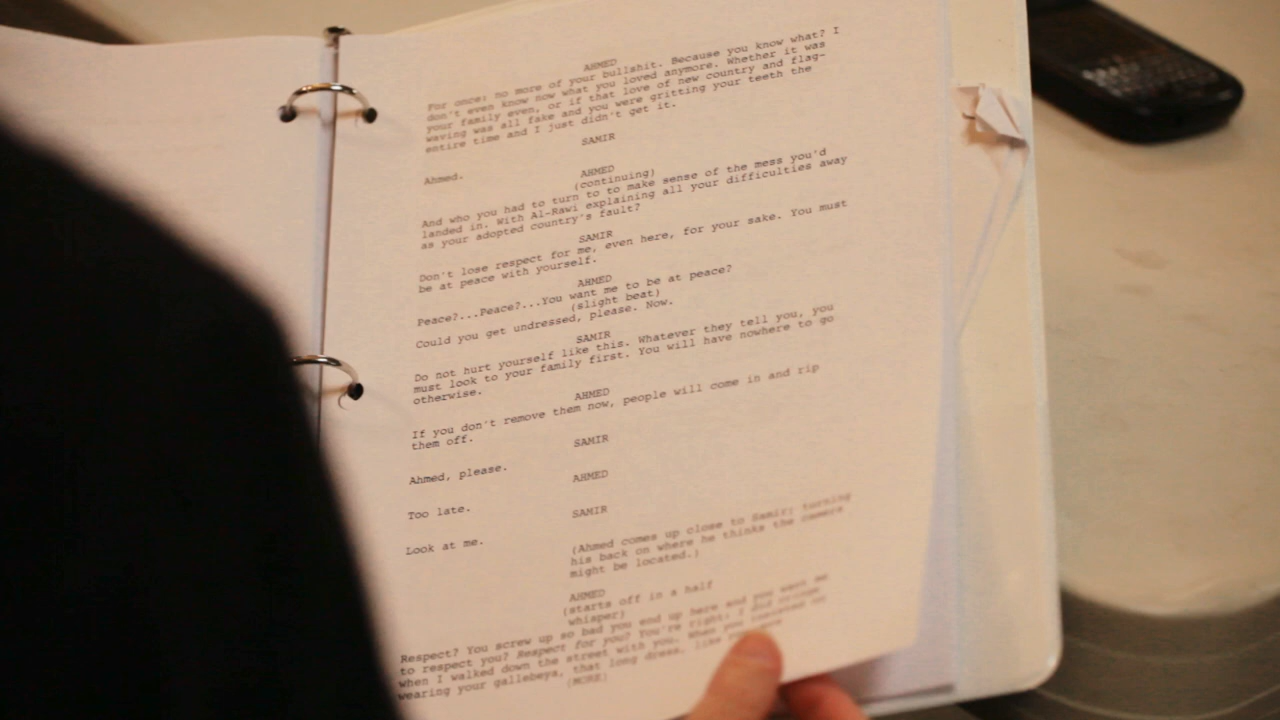 AHMED
For once: no more of your bullshit. Because you know what? I
don't even know now what you loved anymore. Whether it was
your family even, or if that love of new country and flag-
waving was all fake and you were gritting your teeth the
entire time and I just didn't get it.
SAMIR
Ahmed.
AHMED
(continuing)
And who you had to turn to to make sense of the mess you'd
landed in. With Al-Rawi explaining all your difficulties away
as your adopted country's fault?
SAMIR
Don't lose respect for me, even here, for your sake. You must
be at peace with yourself.
AHMED
Peace?...Peace?...You want me to be at peace?
(slight beat)
Could you get undressed, please. Now.
SAMIR
Do not hurt yourself like this. Whatever they tell you, you
must look to your family first. You will have nowhere to go
otherwise.
AHMED
If you don't remove them now, people will come in and rip
them off.
SAMIR
Ahmed, please.
AHMED
Too late.
SAMIR
Look at me.
(Ahmed comes up close to Samir; turning
his back on where he thinks the camera
might be located.)
AHMED
(starts off in a half
whisper)
Respect? You screw up so bad you end up here and you want me
to respect you? Respect for you? You're right: I did cringe
when I walked down the street with you. When you insisted on
wearing your gallebeya, that long dress, like
(MORE)